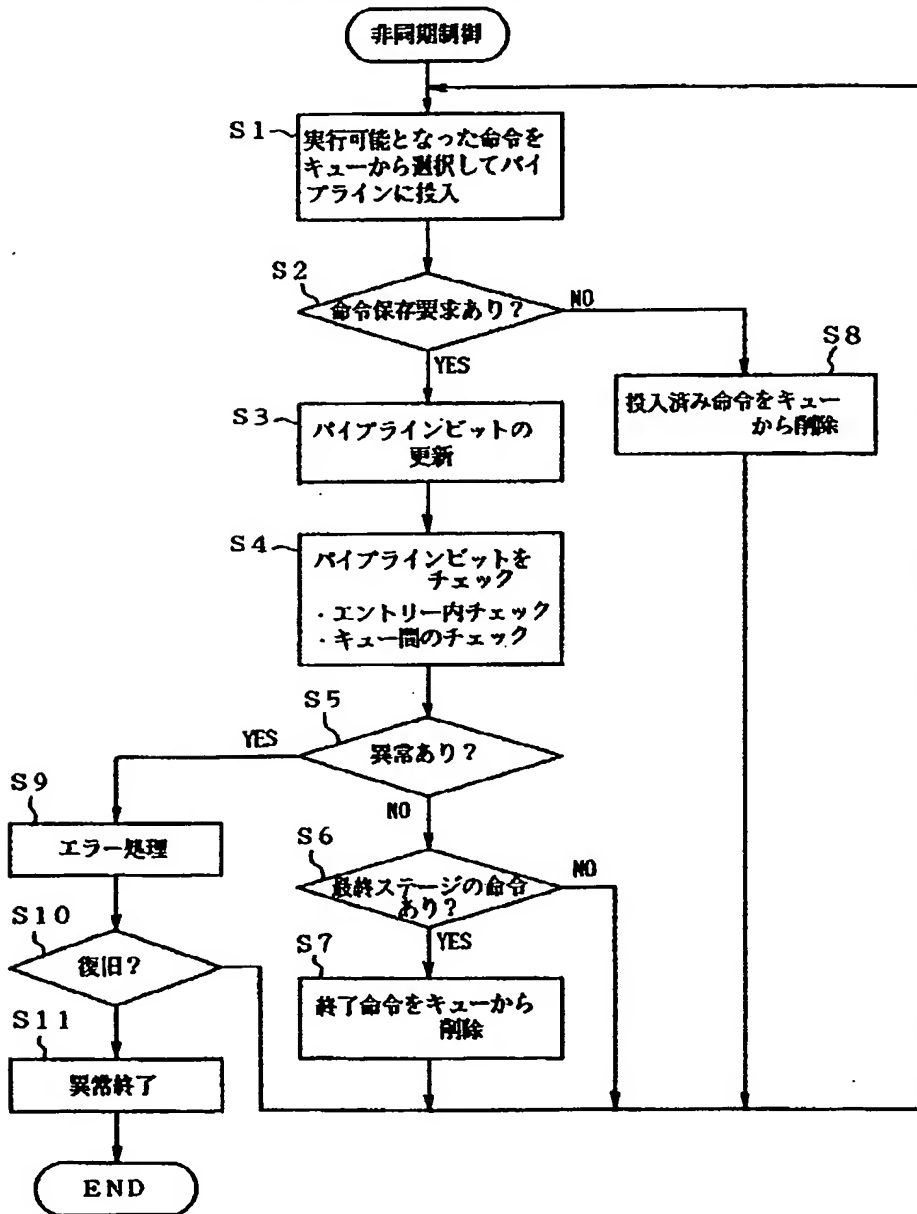 非同期制御
S1
実行可能となった命令を
キューから選択してパイ
プラインに投入
S2
命令保存要求あり?
NO
YES
S8
投入済み命令をキュー
から削除
S3
パイプラインビットの
更新
S4
パイプラインビットを
チェック
・エントリー内チェック
・キュー間のチェック
S5
異常あり?
YES
NO
S9
エラー処理
S6
最終ステージの命令
あり?
NO
YES
S10
復旧?
S7
終了命令をキューから
削除
S11
異常終了
END